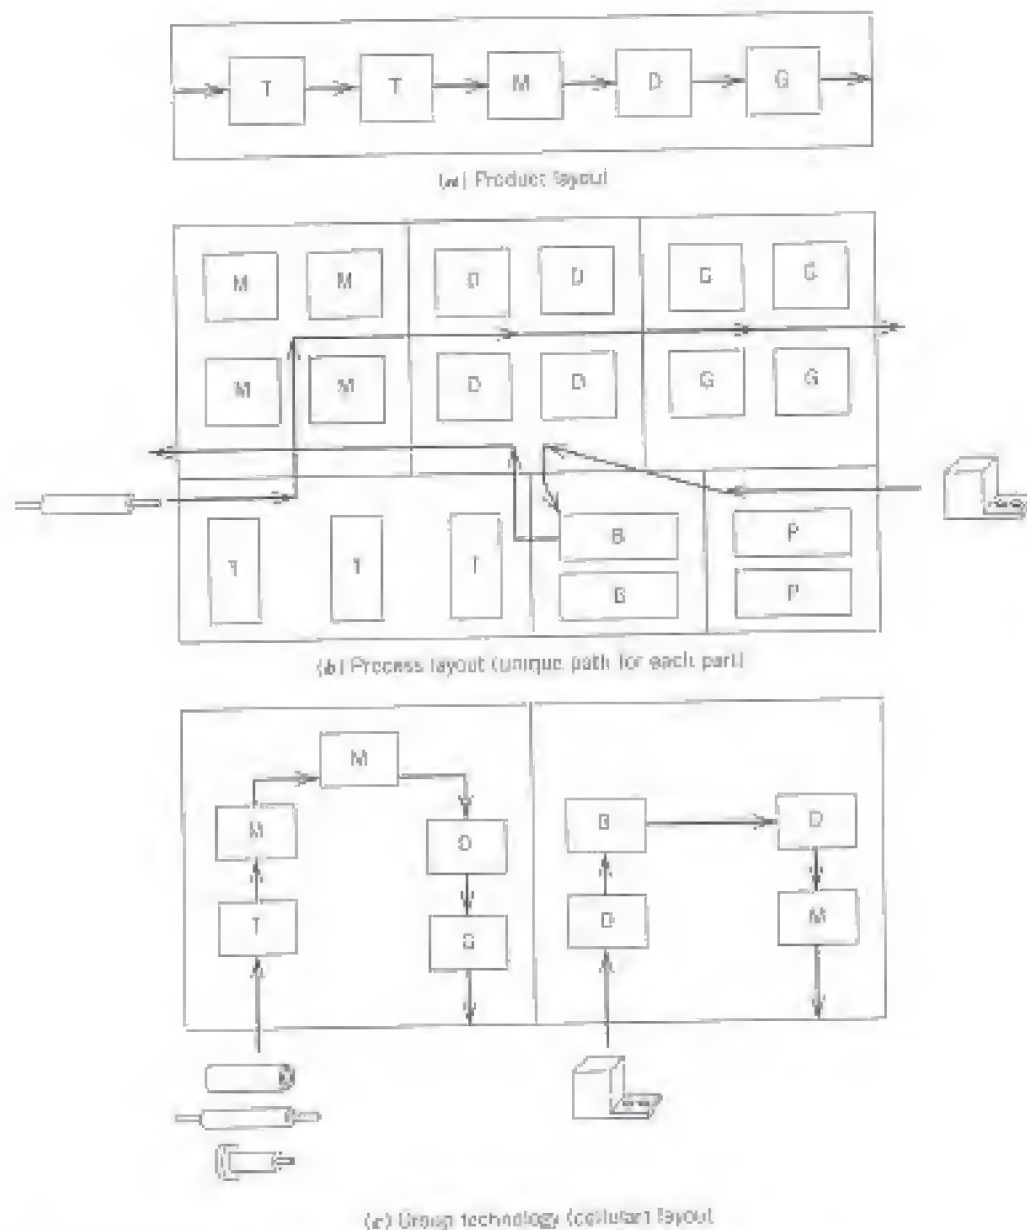 T T M D G
(a) Product layout
M M D D G G
M M D D G G
B P
T T T
B P
(b) Process layout (unique path for each part)
M
M B D
D
T D M
G
(c) Group technology (cellular) layout